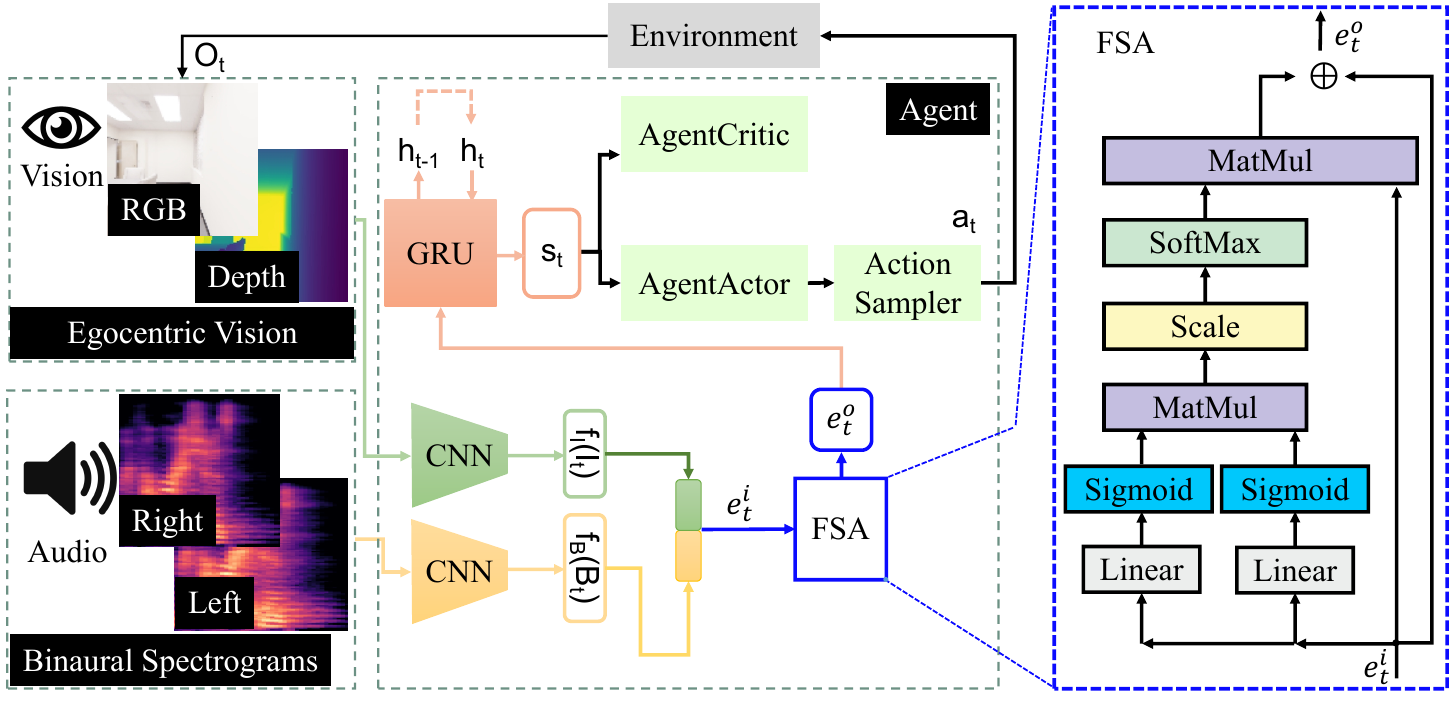 Environment
O_t
Vision
RGB
Depth
Egocentric Vision
Audio
Right
Left
Binaural Spectrograms
Agent
h_{t-1}
h_t
GRU
s_t
AgentCritic
AgentActor
a_t
Action
Sampler
CNN
f_I(I_t)
CNN
f_B(B_t)
e_t^i
FSA
e_t^o
FSA
e_t^o
MatMul
SoftMax
Scale
MatMul
Sigmoid
Sigmoid
Linear
Linear
e_t^i